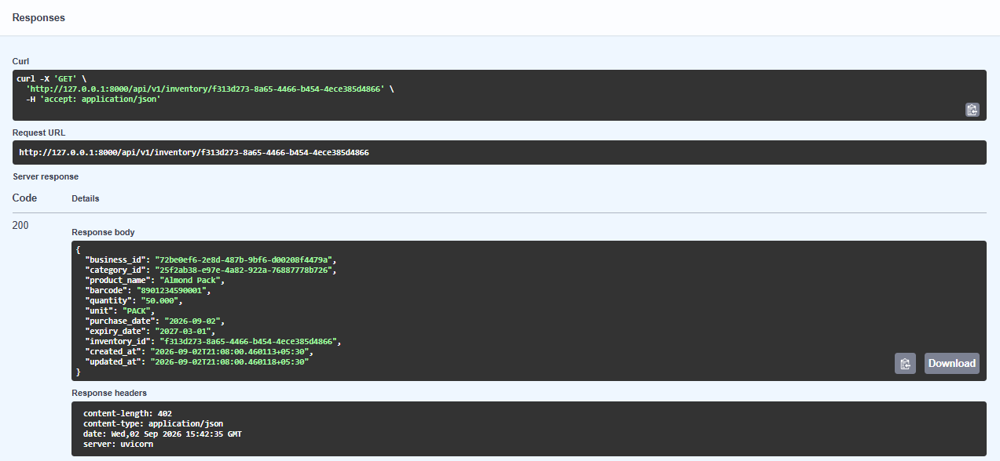 Responses
Curl
curl -X 'GET' \
  'http://127.0.0.1:8000/api/v1/inventory/f313d273-8a65-4466-b454-4ece385d4866' \
  -H 'accept: application/json'
Request URL
http://127.0.0.1:8000/api/v1/inventory/f313d273-8a65-4466-b454-4ece385d4866
Server response
Code Details
200
Response body
{
  "business_id": "72be0ef6-2e8d-487b-9bf6-d00208f4479a",
  "category_id": "25f2ab38-e97e-4a82-922a-76887778b726",
  "product_name": "Almond Pack",
  "barcode": "8901234590001",
  "quantity": "50.000",
  "unit": "PACK",
  "purchase_date": "2026-09-02",
  "expiry_date": "2027-03-01",
  "inventory_id": "f313d273-8a65-4466-b454-4ece385d4866",
  "created_at": "2026-09-02T21:08:00.460113+05:30",
  "updated_at": "2026-09-02T21:08:00.460118+05:30"
}
Download
Response headers
content-length: 402
content-type: application/json
date: Wed,02 Sep 2026 15:42:35 GMT
server: uvicorn